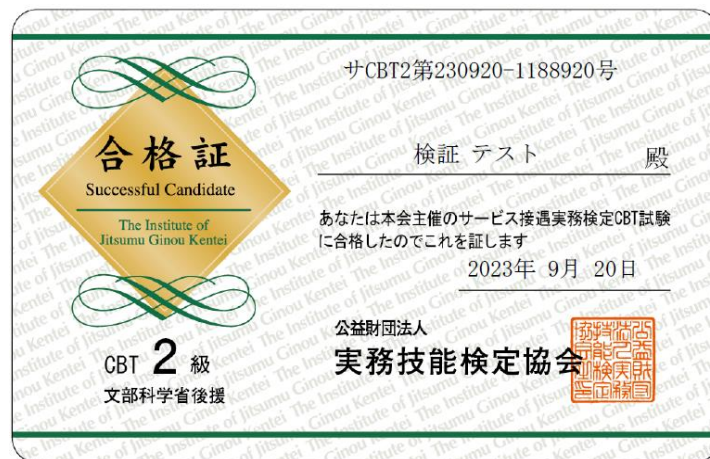 サCBT2第230920-1188920号
合格証
Successful Candidate
The Institute of
Jitsumu Ginou Kentei
検証 テスト 殿
あなたは本会主催のサービス接遇実務検定CBT試験
に合格したのでこれを証します
2023年 9月 20日
CBT 2 級
文部科学省後援
公益財団法人
実務技能検定協会